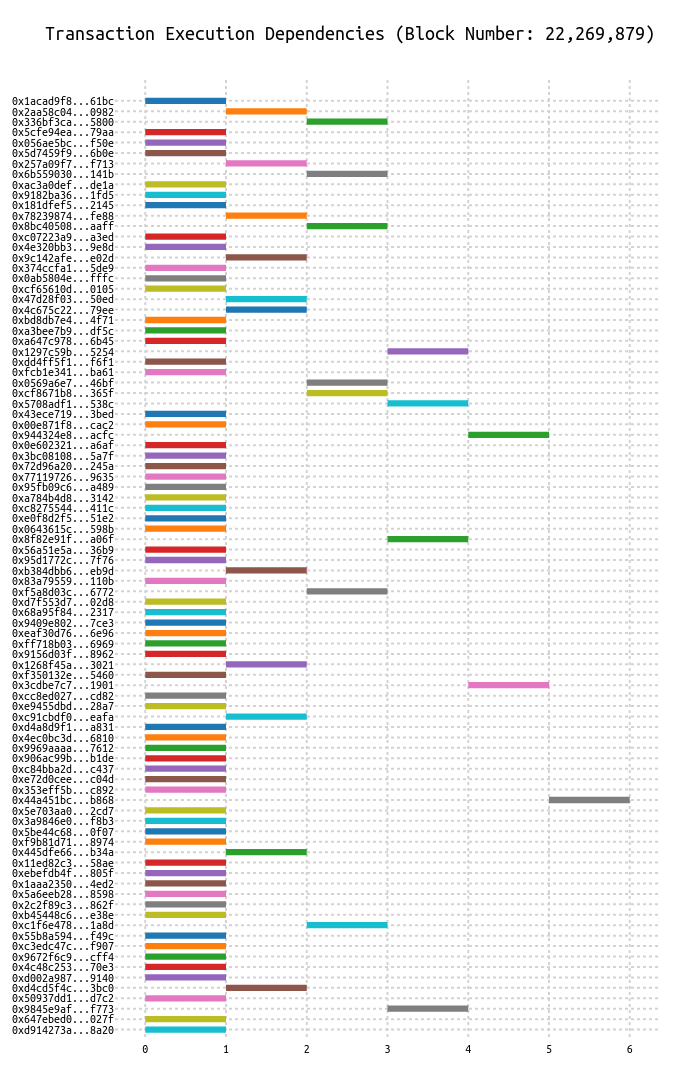 Transaction Execution Dependencies (Block Number: 22,269,879)
0x1acad9f8...61bc
0x2aa58c04...0982
0x336bf3ca...5800
0x5cfe94ea...79aa
0x056ae5bc...f50e
0x5d7459f9...6b0e
0x257a09f7...f713
0x6b559030...141b
0xac3a0def...de1a
0x9182ba36...1fd5
0x181dfef5...2145
0x78239874...fe88
0x8bc40508...aaff
0xc07223a9...a3ed
0x4e320bb3...9e8d
0x9c142afe...e02d
0x374ccfa1...5de9
0x0ab5804e...fffc
0xcf65610d...0105
0x47d28f03...50ed
0x4c675c22...79ee
0xbd8db7e4...4f71
0xa3bee7b9...df5c
0xa647c978...6b45
0x1297c59b...5254
0xdd4ff5f1...f6f1
0xfcb1e341...ba61
0x0569a6e7...46bf
0xcf8671b8...365f
0x5708adf1...538c
0x43ece719...3bed
0x00e871f8...cac2
0x944324e8...acfc
0x0e602321...a6af
0x3bc08108...5a7f
0x72d96a20...245a
0x77119726...9635
0x95fb09c6...a489
0xa784b4d8...3142
0xc8275544...411c
0xe0f8d2f5...51e2
0x0643615c...598b
0x8f82e91f...a06f
0x56a51e5a...36b9
0x95d1772c...7f76
0xb384dbb6...eb9d
0x83a79559...110b
0xf5a8d03c...6772
0xd7f553d7...02d8
0x68a95f84...2317
0x9409e802...7ce3
0xeaf30d76...6e96
0xff718b03...6969
0x9156d03f...8962
0x1268f45a...3021
0xf350132e...5460
0x3cdbe7c7...1901
0xcc8ed027...cd82
0xe9455dbd...28a7
0xc91cbdf0...eafa
0xd4a8d9f1...a831
0x4ec0bc3d...6810
0x9969aaaa...7612
0x906ac99b...b1de
0xc84bba2d...c437
0xe72d0cee...c04d
0x353eff5b...c892
0x44a451bc...b868
0x5e703aa0...2cd7
0x3a9846e0...f8b3
0x5be44c68...0f07
0xf9b81d71...8974
0x445dfe66...b34a
0x11ed82c3...58ae
0xebefdb4f...805f
0x1aaa2350...4ed2
0x5a6eeb28...8598
0x2c2f89c3...862f
0xb45448c6...e38e
0xc1f6e478...1a8d
0x55b8a594...f49c
0xc3edc47c...f907
0x9672f6c9...cff4
0x4c48c253...70e3
0xd002a987...9140
0xd4cd5f4c...3bc0
0x50937dd1...d7c2
0x9845e9af...f773
0x647ebed0...027f
0xd914273a...8a20
0 1 2 3 4 5 6